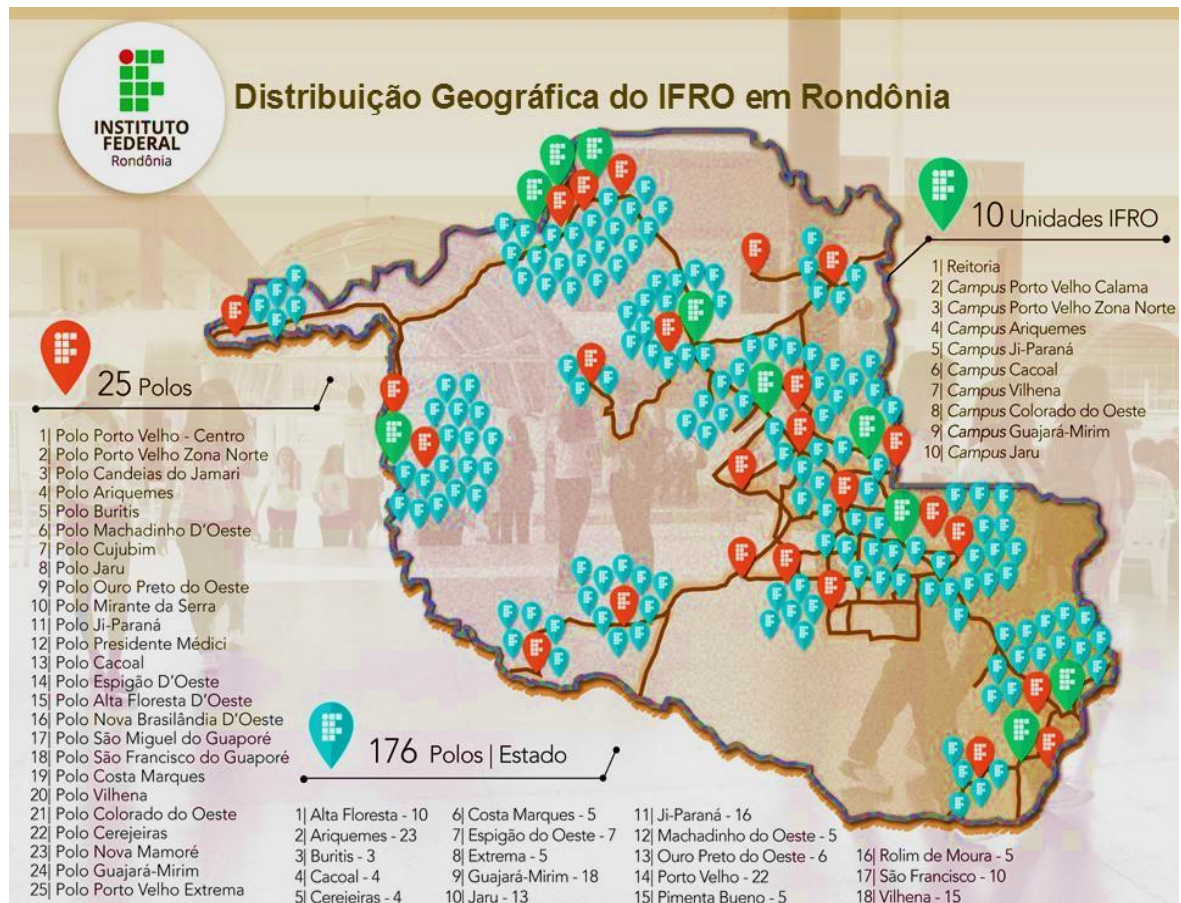 INSTITUTO
FEDERAL
Rondônia
Distribuição Geográfica do IFRO em Rondônia
10 Unidades IFRO
1| Reitoria
2| Campus Porto Velho Calama
3| Campus Porto Velho Zona Norte
4| Campus Ariquemes
5| Campus Ji-Paraná
6| Campus Cacoal
7| Campus Vilhena
8| Campus Colorado do Oeste
9| Campus Guajará-Mirim
10| Campus Jaru
25 Polos
1| Polo Porto Velho - Centro
2| Polo Porto Velho Zona Norte
3| Polo Candeias do Jamari
4| Polo Ariquemes
5| Polo Buritis
6| Polo Machadinho D'Oeste
7| Polo Cujubim
8| Polo Jaru
9| Polo Ouro Preto do Oeste
10| Polo Mirante da Serra
11| Polo Ji-Paraná
12| Polo Presidente Médici
13| Polo Cacoal
14| Polo Espigão D'Oeste
15| Polo Alta Floresta D'Oeste
16| Polo Nova Brasilândia D'Oeste
17| Polo São Miguel do Guaporé
18| Polo São Francisco do Guaporé
19| Polo Costa Marques
20| Polo Vilhena
21| Polo Colorado do Oeste
22| Polo Cerejeiras
23| Polo Nova Mamoré
24| Polo Guajará-Mirim
25| Polo Porto Velho Extrema
176 Polos | Estado
1| Alta Floresta - 10
2| Ariquemes - 23
3| Buritis - 3
4| Cacoal - 4
5| Cerejeiras - 4
6| Costa Marques - 5
7| Espigão do Oeste - 7
8| Extrema - 5
9| Guajará-Mirim - 18
10| Jaru - 13
11| Ji-Paraná - 16
12| Machadinho do Oeste - 5
13| Ouro Preto do Oeste - 6
14| Porto Velho - 22
15| Pimenta Bueno - 5
16| Rolim de Moura - 5
17| São Francisco - 10
18| Vilhena - 15